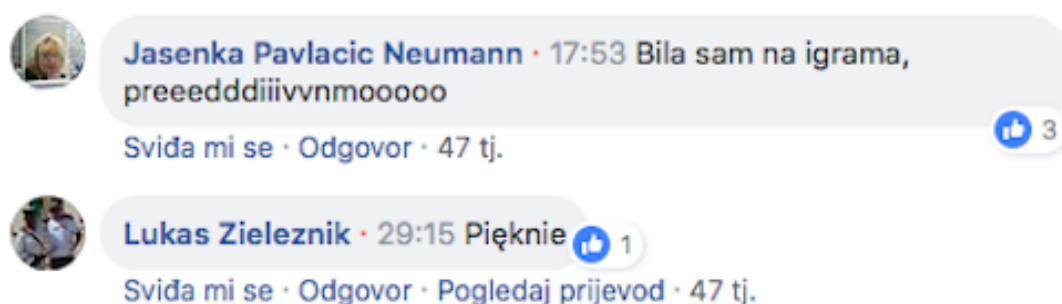 Jasenka Pavlacic Neumann · 17:53 Bila sam na igrama,
preeedddiiivvnmooooo
3
Sviđa mi se · Odgovor · 47 tj.
Lukas Zieleznik · 29:15 Pięknie
1
Sviđa mi se · Odgovor · Pogledaj prijevod · 47 tj.